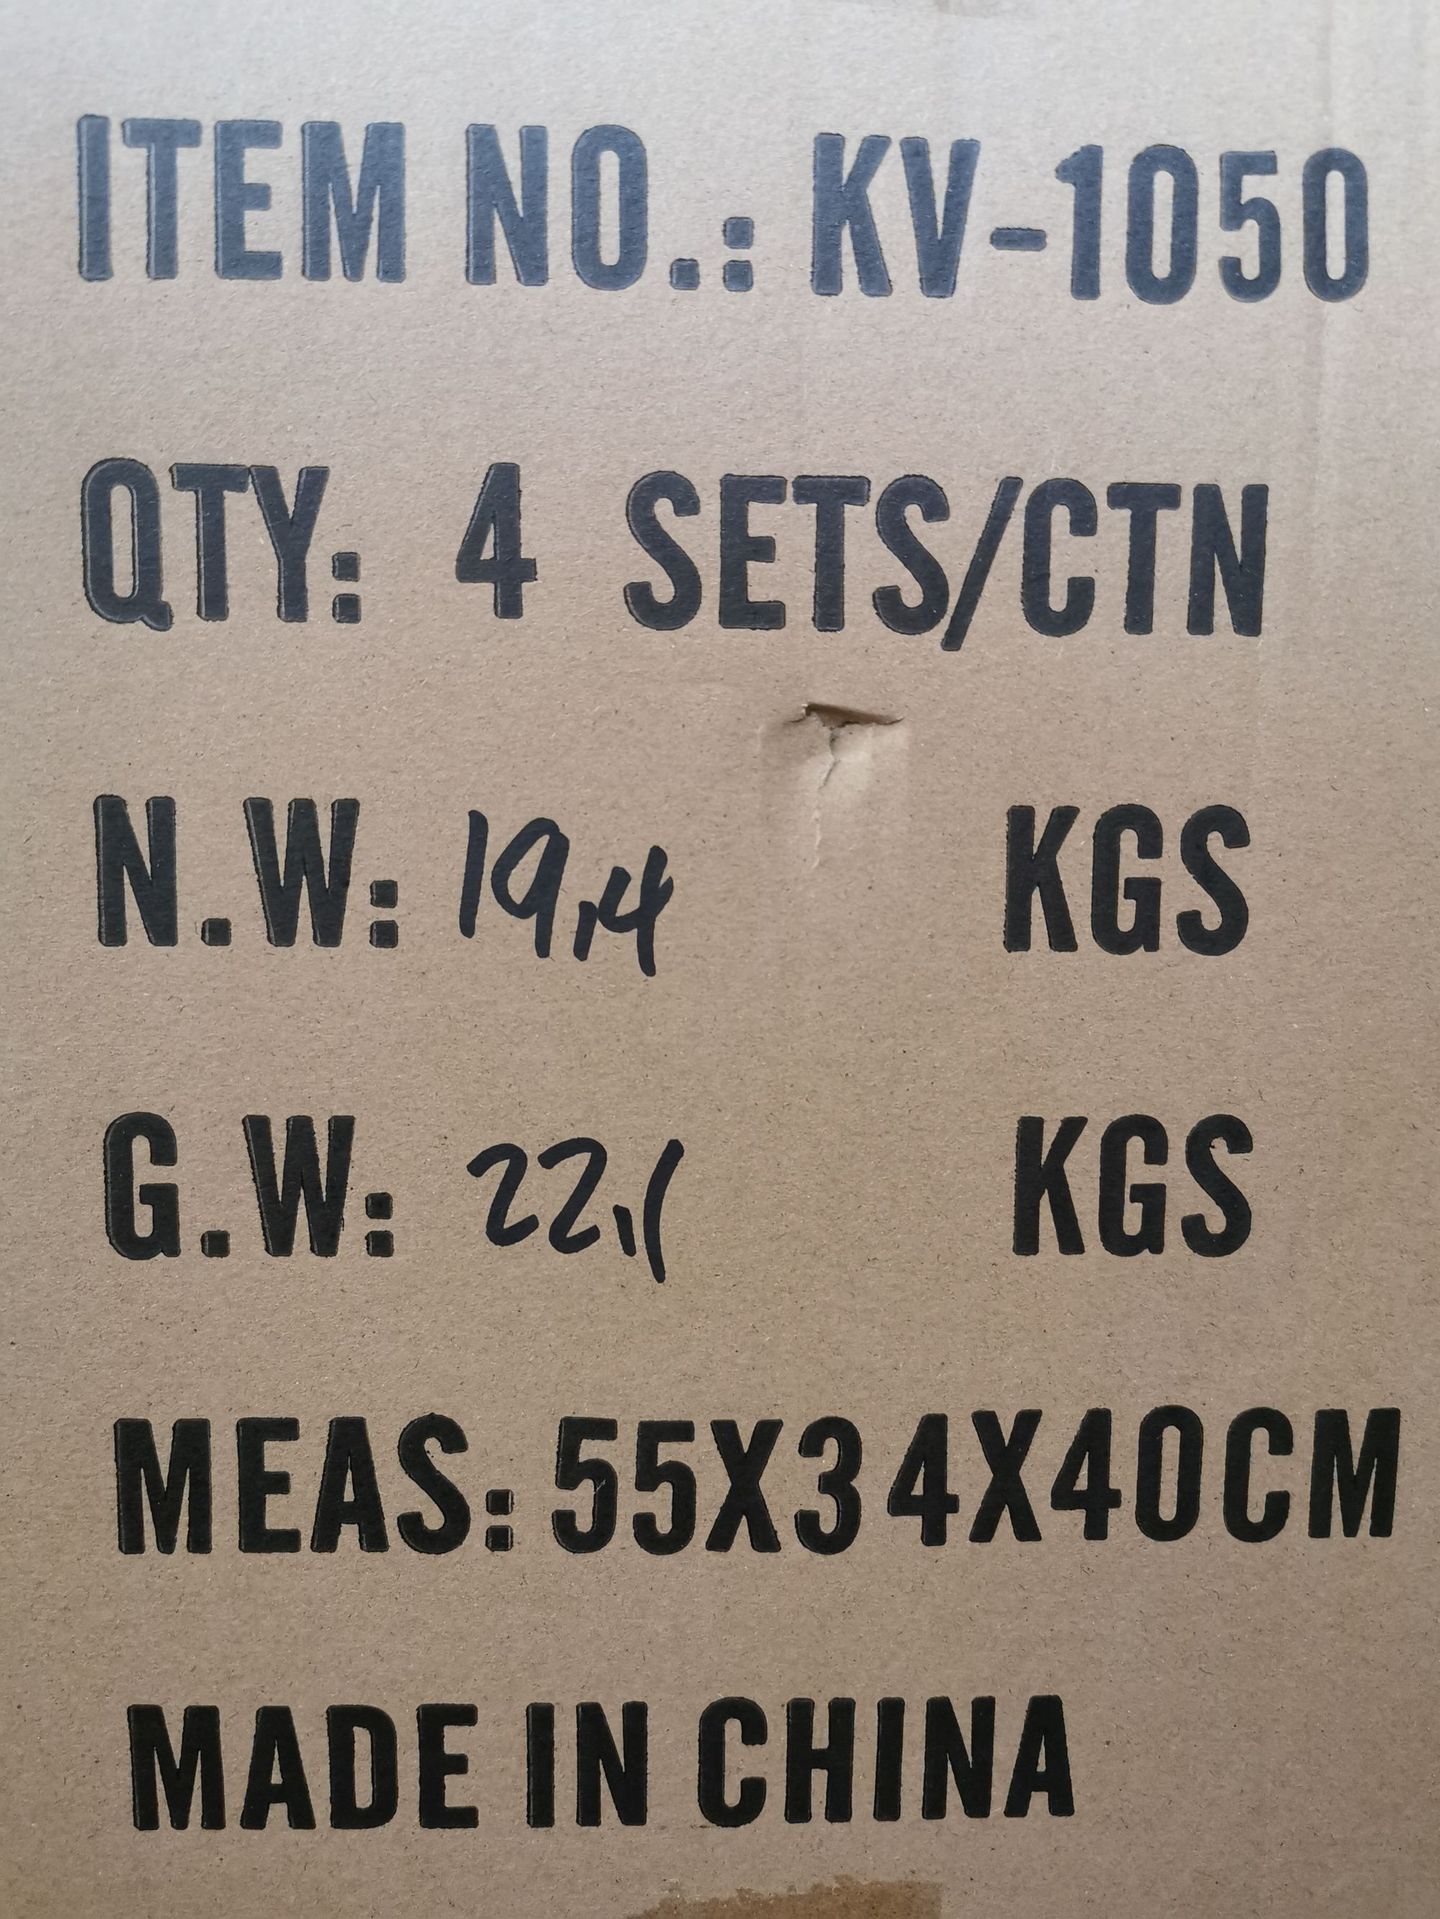 ITEM NO.: KV-1050
QTY: 4 SETS/CTN
N.W: 19,4 KGS
G.W: 22,1 KGS
MEAS: 55X34X40CM
MADE IN CHINA